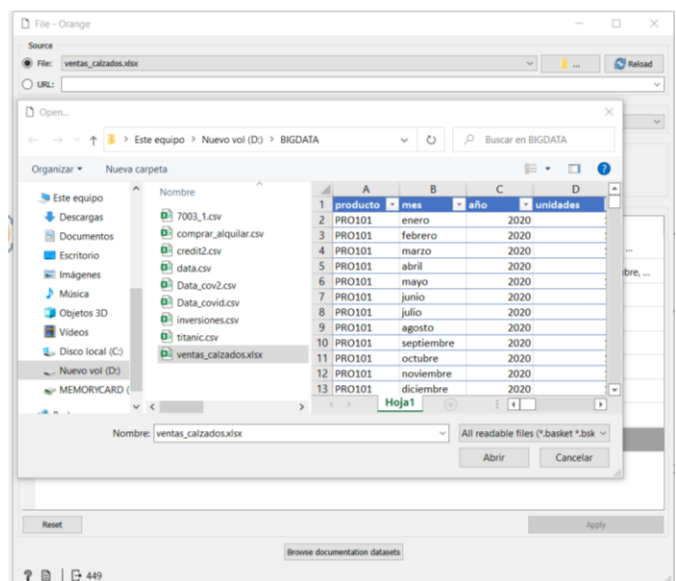 File - Orange
Source
File: ventas_calzados.xlsx ... Reload
URL:
Open...
Este equipo > Nuevo vol (D:) > BIGDATA Buscar en BIGDATA
Organizar Nueva carpeta
Este equipo
Descargas
Documentos
Escritorio
Imágenes
Música
Objetos 3D
Vídeos
Disco local (C:)
Nuevo vol (D:)
MEMORYCARD (
Nombre
7003_1.csv
comprar_alquilar.csv
credit2.csv
data.csv
Data_cov2.csv
Data_covid.csv
inversiones.csv
titanic.csv
ventas_calzados.xlsx
A B C D
1 producto mes año unidades
2 PRO101 enero 2020
3 PRO101 febrero 2020
4 PRO101 marzo 2020
5 PRO101 abril 2020
6 PRO101 mayo 2020
7 PRO101 junio 2020
8 PRO101 julio 2020
9 PRO101 agosto 2020
10 PRO101 septiembre 2020
11 PRO101 octubre 2020
12 PRO101 noviembre 2020
13 PRO101 diciembre 2020
Hoja1
...
bre, ...
Nombre: ventas_calzados.xlsx All readable files (*.basket *.bsk
Abrir Cancelar
Reset Apply
Browse documentation datasets
449